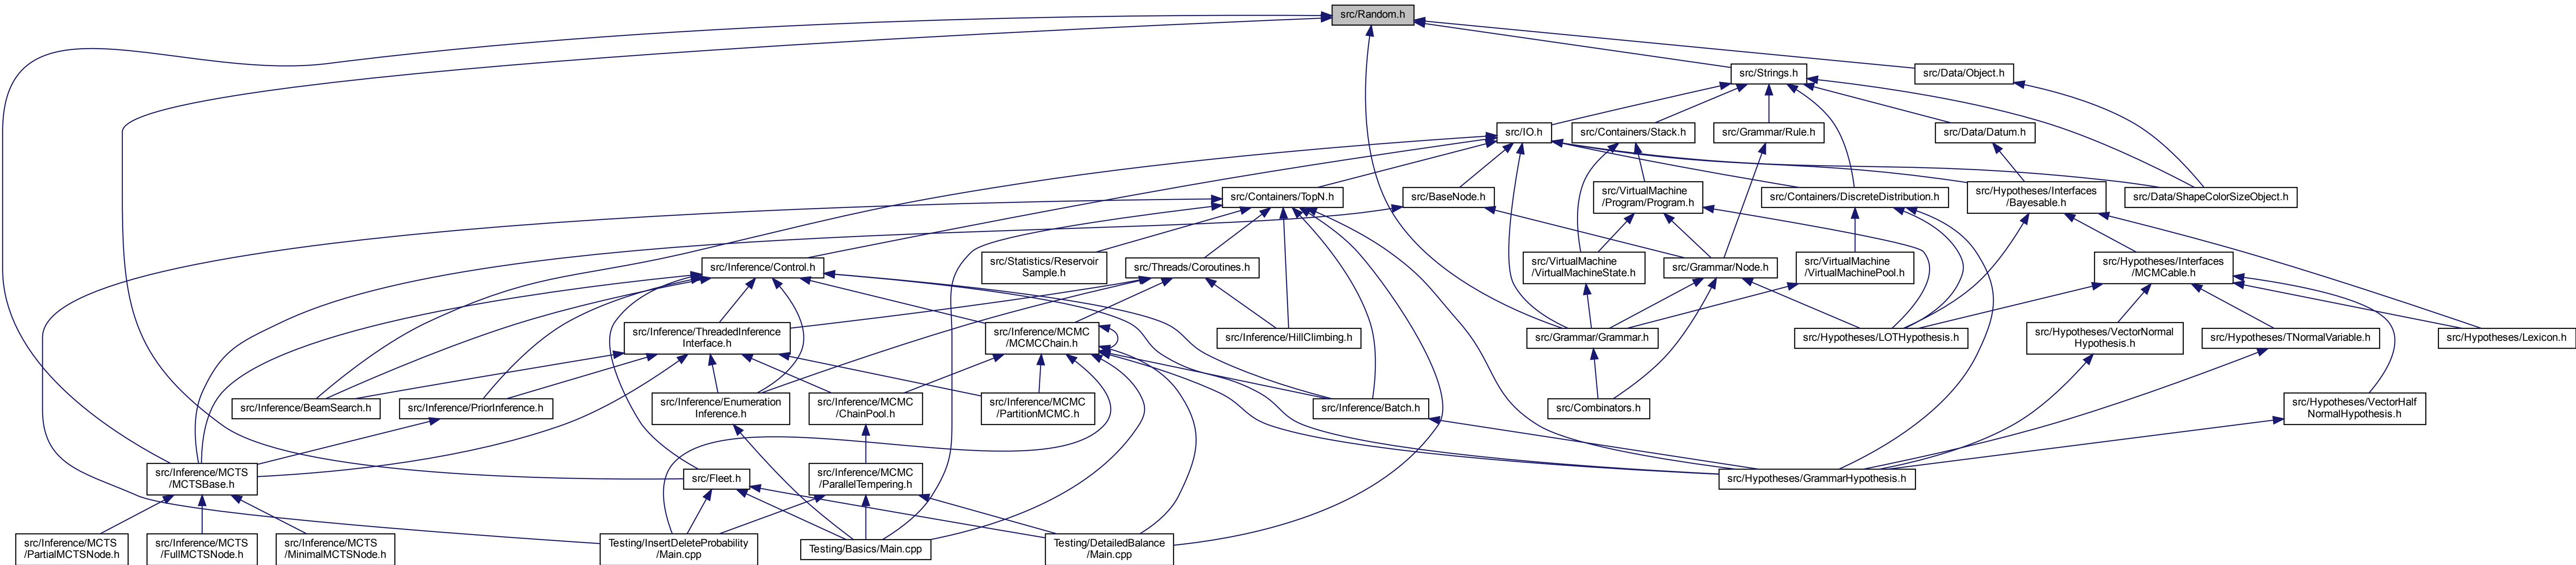 src/Random.h
src/Strings.h
src/Data/Object.h
src/IO.h
src/Containers/Stack.h
src/Grammar/Rule.h
src/Data/Datum.h
src/Containers/TopN.h
src/BaseNode.h
src/VirtualMachine
/Program/Program.h
src/Containers/DiscreteDistribution.h
src/Hypotheses/Interfaces
/Bayesable.h
src/Data/ShapeColorSizeObject.h
src/Inference/Control.h
src/Statistics/Reservoir
Sample.h
src/Threads/Coroutines.h
src/VirtualMachine
/VirtualMachineState.h
src/Grammar/Node.h
src/VirtualMachine
/VirtualMachinePool.h
src/Hypotheses/Interfaces
/MCMCable.h
src/Inference/ThreadedInference
Interface.h
src/Inference/MCMC
/MCMCChain.h
src/Inference/HillClimbing.h
src/Grammar/Grammar.h
src/Hypotheses/LOTHypothesis.h
src/Hypotheses/VectorNormal
Hypothesis.h
src/Hypotheses/TNormalVariable.h
src/Hypotheses/Lexicon.h
src/Inference/BeamSearch.h
src/Inference/PriorInference.h
src/Inference/Enumeration
Inference.h
src/Inference/MCMC
/ChainPool.h
src/Inference/MCMC
/PartitionMCMC.h
src/Inference/Batch.h
src/Combinators.h
src/Hypotheses/VectorHalf
NormalHypothesis.h
src/Inference/MCTS
/MCTSBase.h
src/Fleet.h
src/Inference/MCMC
/ParallelTempering.h
src/Hypotheses/GrammarHypothesis.h
src/Inference/MCTS
/PartialMCTSNode.h
src/Inference/MCTS
/FullMCTSNode.h
src/Inference/MCTS
/MinimalMCTSNode.h
Testing/InsertDeleteProbability
/Main.cpp
Testing/Basics/Main.cpp
Testing/DetailedBalance
/Main.cpp